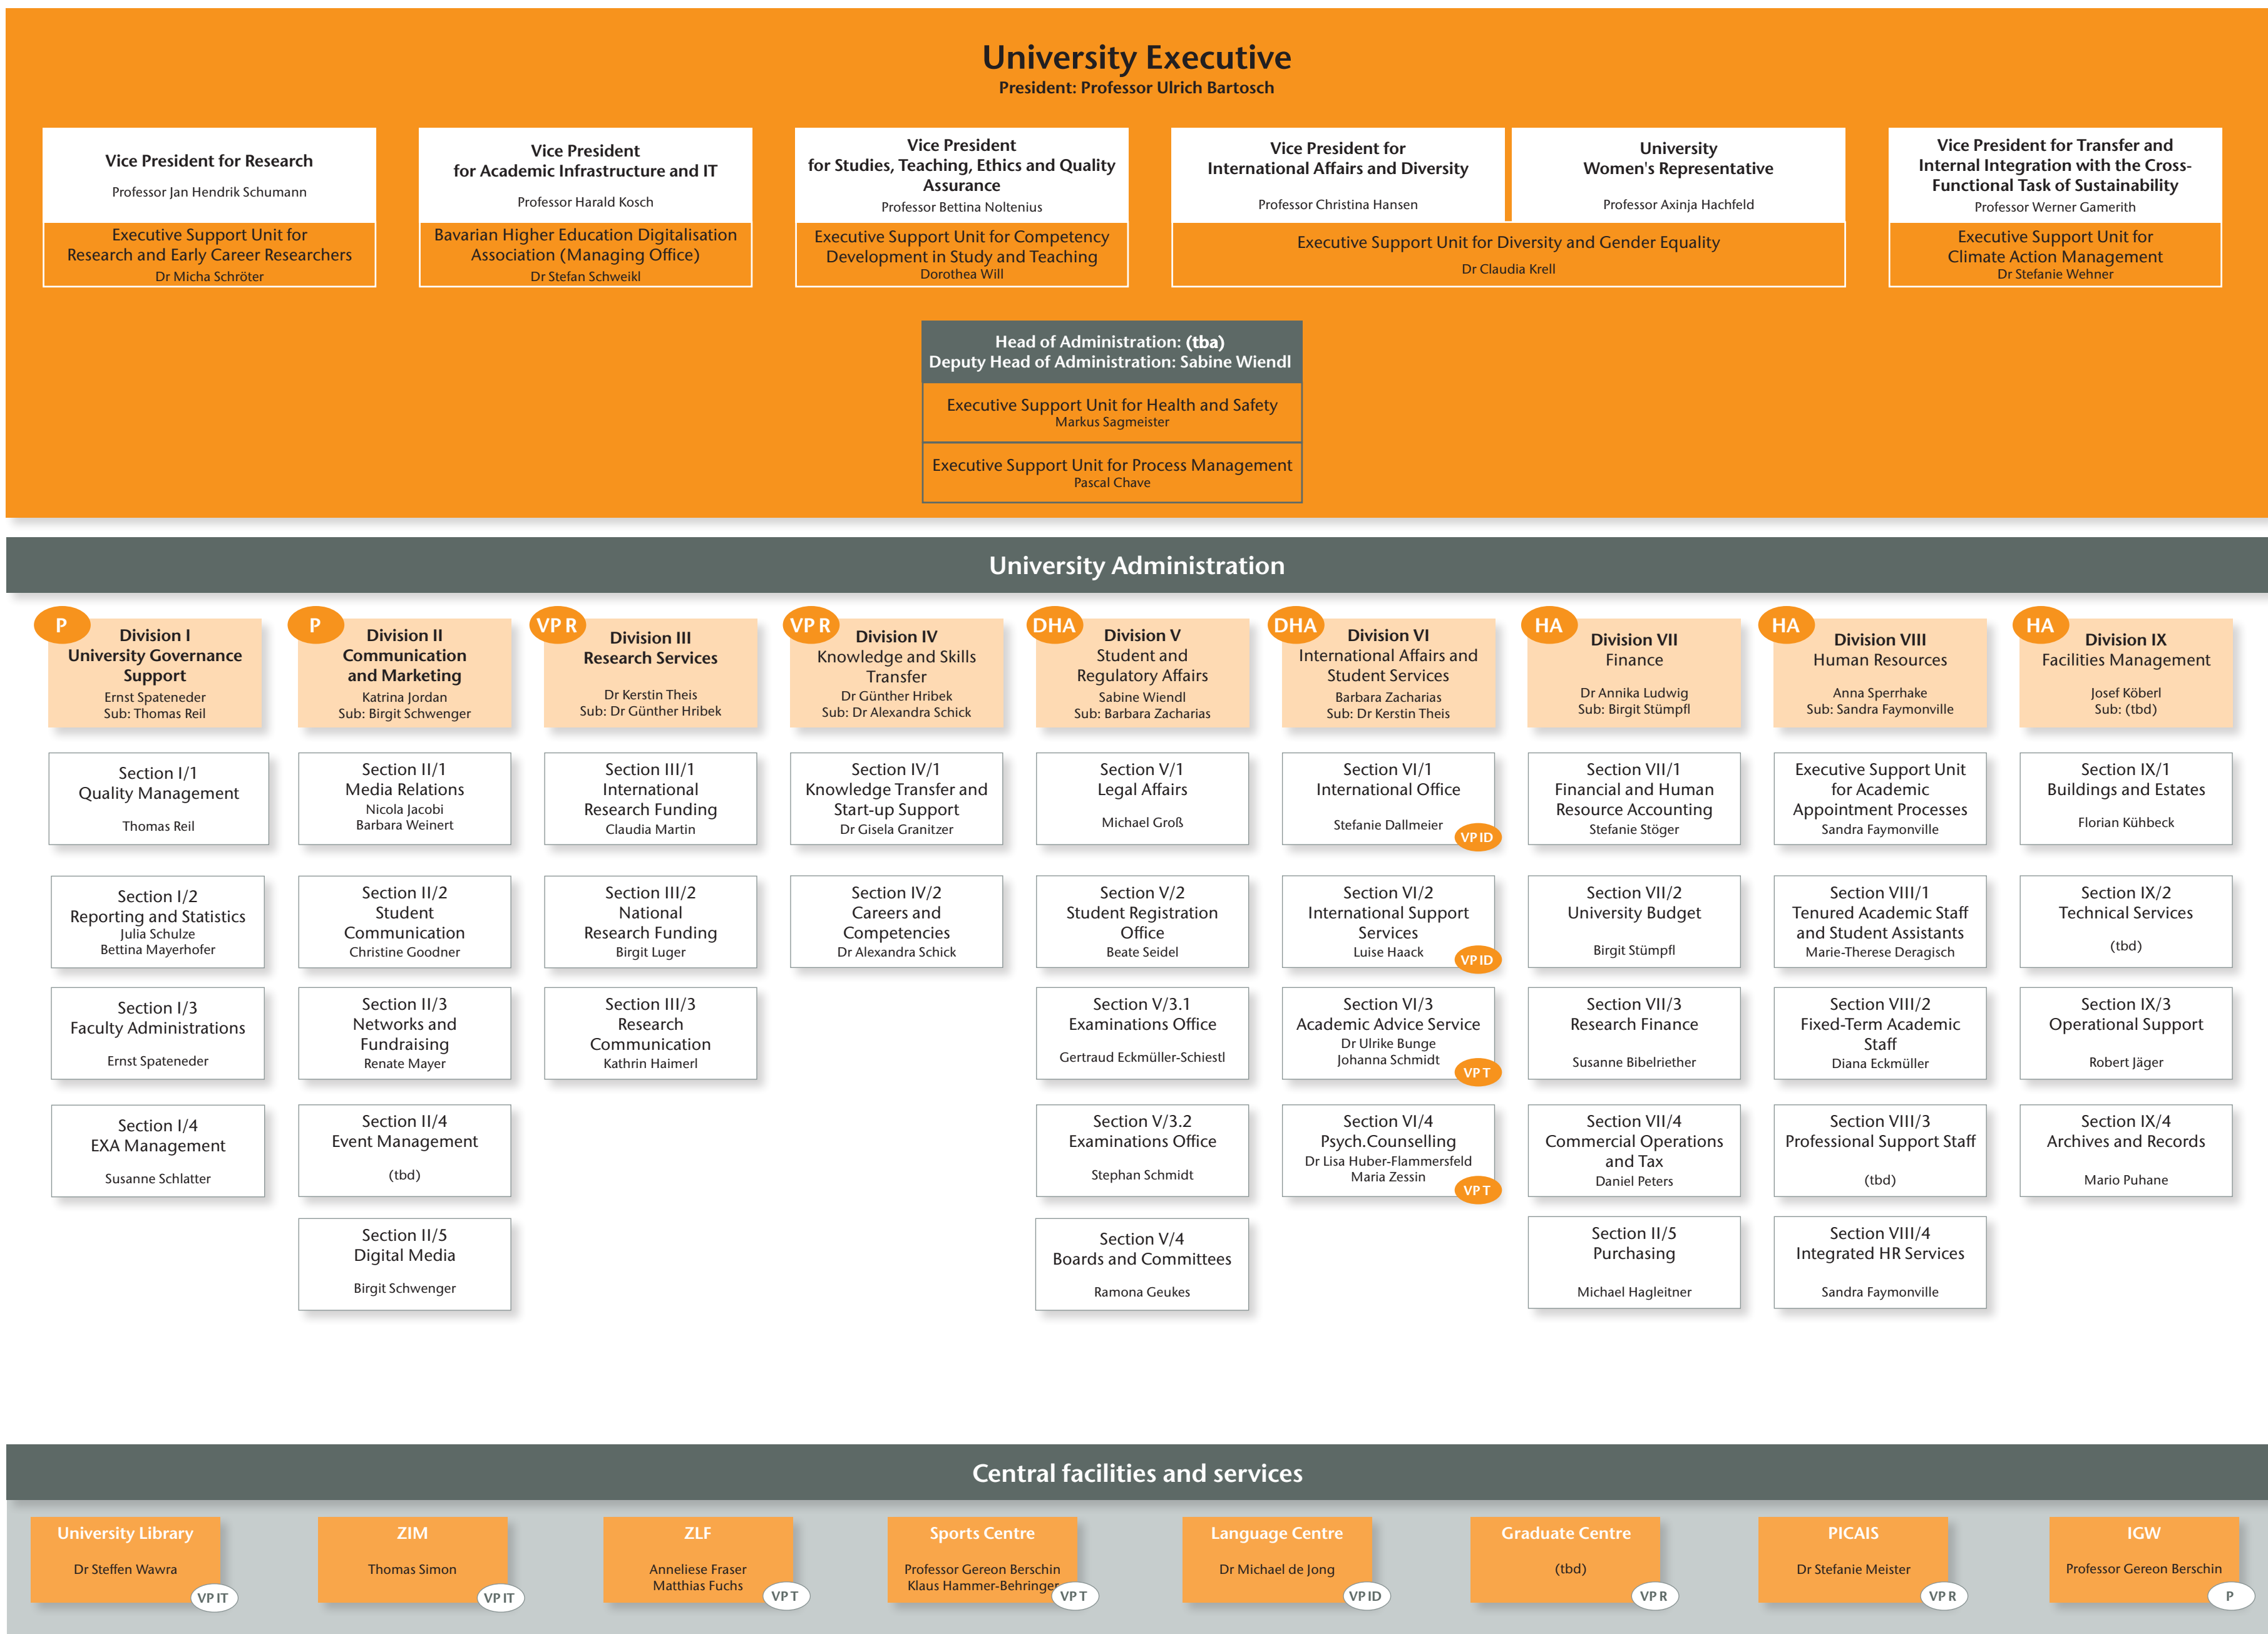 University Executive
President: Professor Ulrich Bartosch
Vice President for Research
Professor Jan Hendrik Schumann
Executive Support Unit for
Research and Early Career Researchers
Dr Micha Schröter
Vice President
for Academic Infrastructure and IT
Professor Harald Kosch
Bavarian Higher Education Digitalisation
Association (Managing Office)
Dr Stefan Schweikl
Vice President
for Studies, Teaching, Ethics and Quality
Assurance
Professor Bettina Noltenius
Executive Support Unit for Competency
Development in Study and Teaching
Dorothea Will
Vice President for
International Affairs and Diversity
Professor Christina Hansen
University
Women's Representative
Professor Axinja Hachfeld
Executive Support Unit for Diversity and Gender Equality
Dr Claudia Krell
Vice President for Transfer and
Internal Integration with the Cross-
Functional Task of Sustainability
Professor Werner Gamerith
Executive Support Unit for
Climate Action Management
Dr Stefanie Wehner
Head of Administration: (tba)
Deputy Head of Administration: Sabine Wiendl
Executive Support Unit for Health and Safety
Markus Sagmeister
Executive Support Unit for Process Management
Pascal Chave
University Administration
P
Division I
University Governance
Support
Ernst Spateneder
Sub: Thomas Reil
Section I/1
Quality Management
Thomas Reil
Section I/2
Reporting and Statistics
Julia Schulze
Bettina Mayerhofer
Section I/3
Faculty Administrations
Ernst Spateneder
Section I/4
EXA Management
Susanne Schlatter
P
Division II
Communication
and Marketing
Katrina Jordan
Sub: Birgit Schwenger
Section II/1
Media Relations
Nicola Jacobi
Barbara Weinert
Section II/2
Student
Communication
Christine Goodner
Section II/3
Networks and
Fundraising
Renate Mayer
Section II/4
Event Management
(tbd)
Section II/5
Digital Media
Birgit Schwenger
VP R
Division III
Research Services
Dr Kerstin Theis
Sub: Dr Günther Hribek
Section III/1
International
Research Funding
Claudia Martin
Section III/2
National
Research Funding
Birgit Luger
Section III/3
Research
Communication
Kathrin Haimerl
VP R
Division IV
Knowledge and Skills
Transfer
Dr Günther Hribek
Sub: Dr Alexandra Schick
Section IV/1
Knowledge Transfer and
Start-up Support
Dr Gisela Granitzer
Section IV/2
Careers and
Competencies
Dr Alexandra Schick
DHA
Division V
Student and
Regulatory Affairs
Sabine Wiendl
Sub: Barbara Zacharias
Section V/1
Legal Affairs
Michael Groß
Section V/2
Student Registration
Office
Beate Seidel
Section V/3.1
Examinations Office
Gertraud Eckmüller-Schiestl
Section V/3.2
Examinations Office
Stephan Schmidt
Section V/4
Boards and Committees
Ramona Geukes
DHA
Division VI
International Affairs and
Student Services
Barbara Zacharias
Sub: Dr Kerstin Theis
Section VI/1
International Office
Stefanie Dallmeier
VP ID
Section VI/2
International Support
Services
Luise Haack
VP ID
Section VI/3
Academic Advice Service
Dr Ulrike Bunge
Johanna Schmidt
VP T
Section VI/4
Psych.Counselling
Dr Lisa Huber-Flammersfeld
Maria Zessin
VP T
HA
Division VII
Finance
Dr Annika Ludwig
Sub: Birgit Stümpfl
Section VII/1
Financial and Human
Resource Accounting
Stefanie Stöger
Section VII/2
University Budget
Birgit Stümpfl
Section VII/3
Research Finance
Susanne Bibelriether
Section VII/4
Commercial Operations
and Tax
Daniel Peters
Section II/5
Purchasing
Michael Hagleitner
HA
Division VIII
Human Resources
Anna Sperrhake
Sub: Sandra Faymonville
Executive Support Unit
for Academic
Appointment Processes
Sandra Faymonville
Section VIII/1
Tenured Academic Staff
and Student Assistants
Marie-Therese Deragisch
Section VIII/2
Fixed-Term Academic
Staff
Diana Eckmüller
Section VIII/3
Professional Support Staff
(tbd)
Section VIII/4
Integrated HR Services
Sandra Faymonville
HA
Division IX
Facilities Management
Josef Köberl
Sub: (tbd)
Section IX/1
Buildings and Estates
Florian Kühbeck
Section IX/2
Technical Services
(tbd)
Section IX/3
Operational Support
Robert Jäger
Section IX/4
Archives and Records
Mario Puhane
Central facilities and services
University Library
Dr Steffen Wawra
VP IT
ZIM
Thomas Simon
VP IT
ZLF
Anneliese Fraser
Matthias Fuchs
VP T
Sports Centre
Professor Gereon Berschin
Klaus Hammer-Behringer
VP T
Language Centre
Dr Michael de Jong
VP ID
Graduate Centre
(tbd)
VP R
PICAIS
Dr Stefanie Meister
VP R
IGW
Professor Gereon Berschin
P